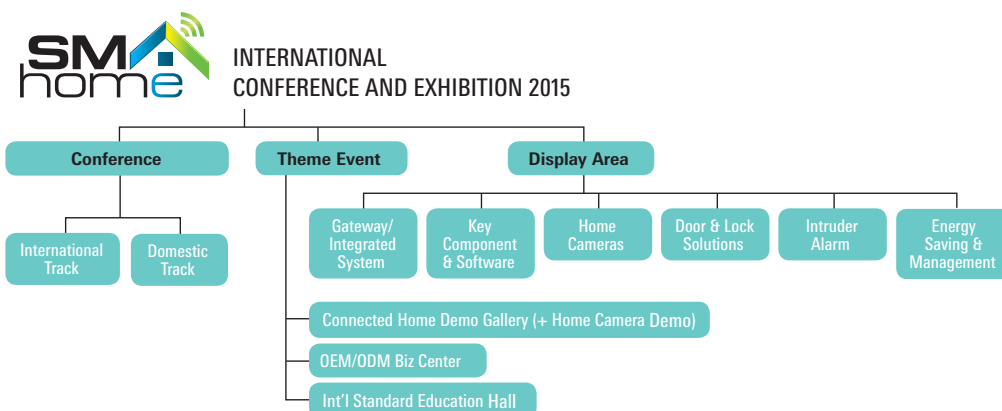 SMA
home
INTERNATIONAL
CONFERENCE AND EXHIBITION 2015
Conference
Theme Event
Display Area
International
Track
Domestic
Track
Gateway/
Integrated
System
Key
Component
& Software
Home
Cameras
Door & Lock
Solutions
Intruder
Alarm
Energy
Saving &
Management
Connected Home Demo Gallery (+ Home Camera Demo)
OEM/ODM Biz Center
Int'l Standard Education Hall